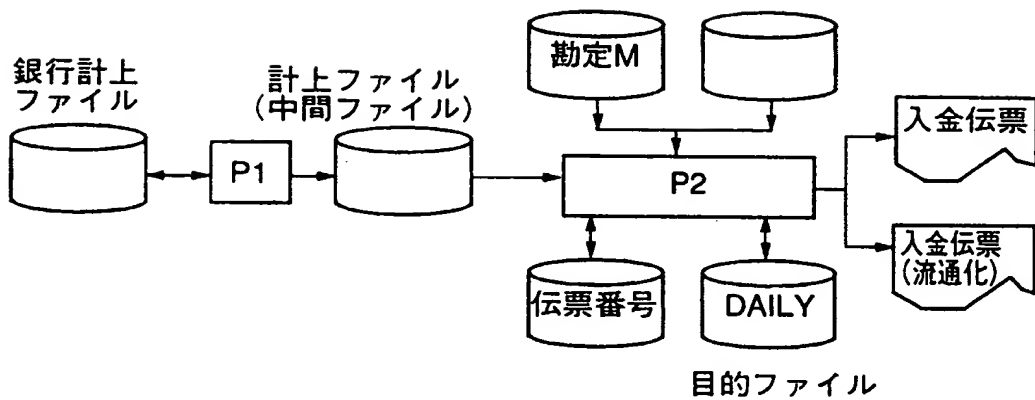 銀行計上
ファイル
P1
計上ファイル
(中間ファイル)
勘定M
P2
伝票番号
DAILY
目的ファイル
入金伝票
入金伝票
(流通化)